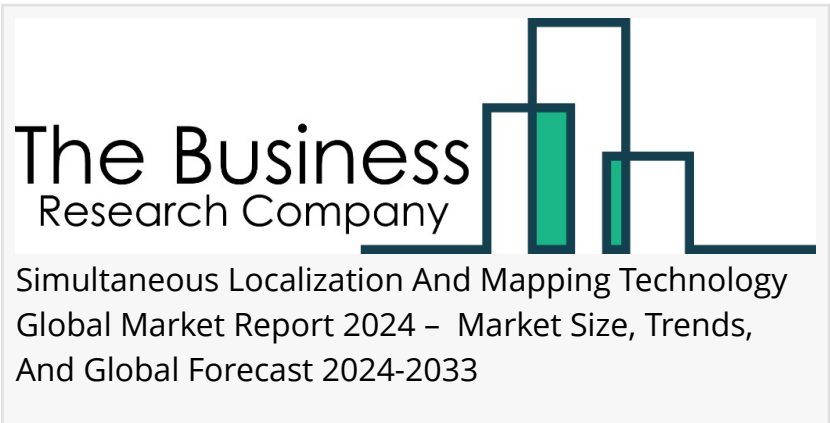 The Business
Research Company
Simultaneous Localization And Mapping Technology
Global Market Report 2024 – Market Size, Trends,
And Global Forecast 2024-2033